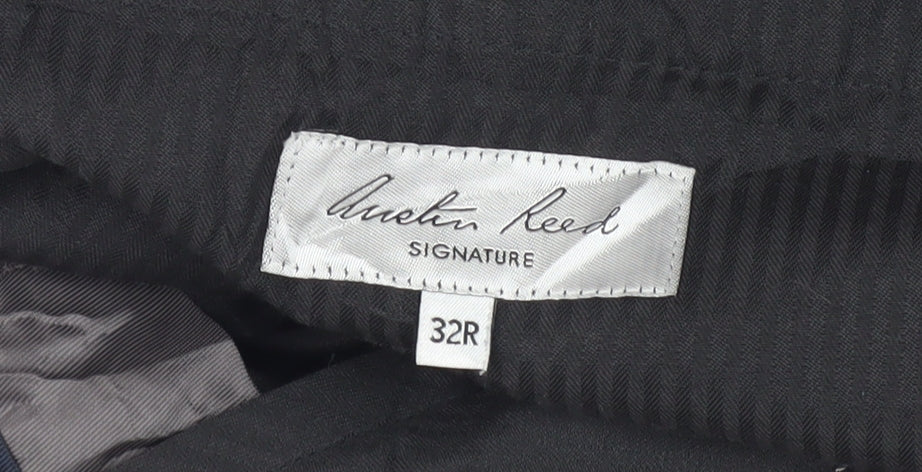 Austin Reed
SIGNATURE
32R